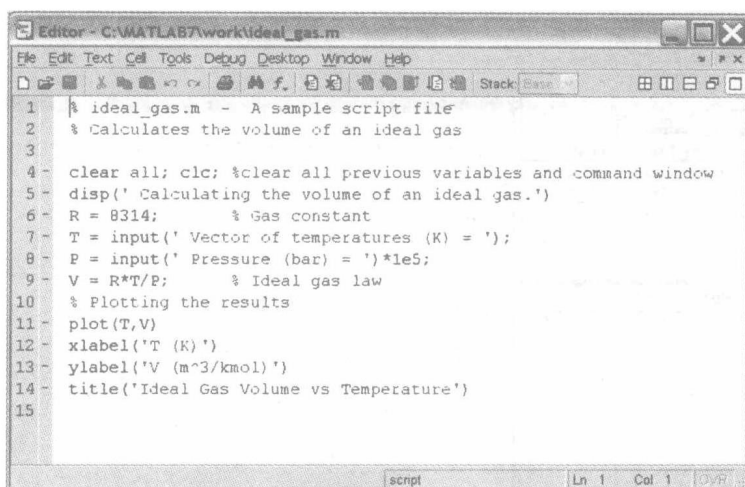 Editor - C:\MATLAB7\work\ideal_gas.m
File Edit Text Cell Tools Debug Desktop Window Help
Stack: Base
1 % ideal_gas.m - A sample script file
2 % Calculates the volume of an ideal gas
3
4 - clear all; clc; %clear all previous variables and command window
5 - disp(' Calculating the volume of an ideal gas.')
6 - R = 8314; % Gas constant
7 - T = input(' Vector of temperatures (K) = ');
8 - P = input(' Pressure (bar) = ')*1e5;
9 - V = R*T/P; % Ideal gas law
10 % Plotting the results
11 - plot(T,V)
12 - xlabel('T (K)')
13 - ylabel('V (m^3/kmol)')
14 - title('Ideal Gas Volume vs Temperature')
15
script Ln 1 Col 1 OVR